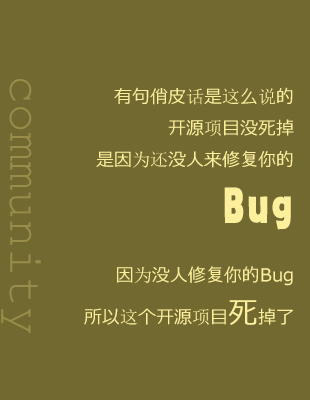 community
有句俏皮话是这么说的
开源项目没死掉
是因为还没人来修复你的
Bug
因为没人修复你的Bug
所以这个开源项目死掉了